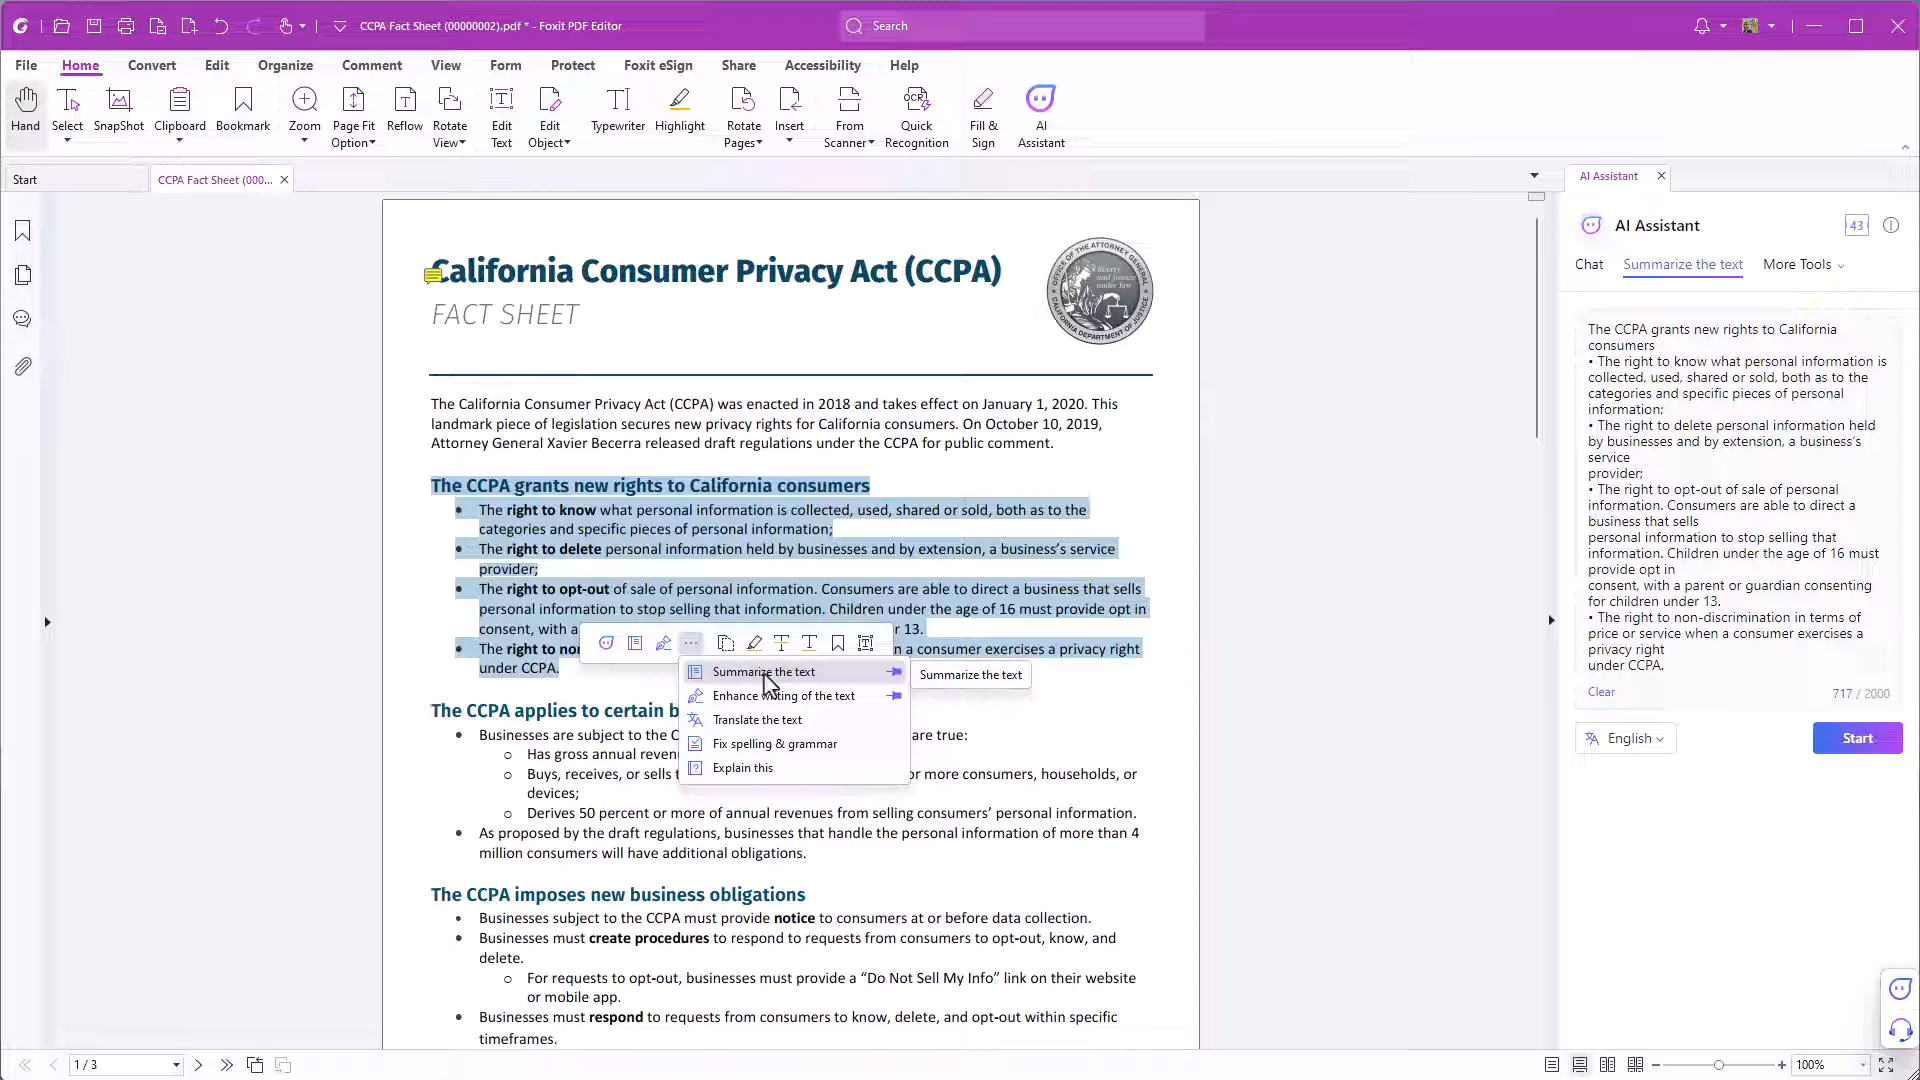 CCPA Fact Sheet (00000002).pdf * - Foxit PDF Editor
Search
File
Home
Convert
Edit
Organize
Comment
View
Form
Protect
Foxit eSign
Share
Accessibility
Help
Hand
Select
SnapShot
Clipboard
Bookmark
Zoom
Page Fit
Option
Reflow
Rotate
View
Edit
Text
Edit
Object
Typewriter
Highlight
Rotate
Pages
Insert
From
Scanner
OCR
Quick
Recognition
Fill &
Sign
AI
Assistant
Start
CCPA Fact Sheet (000...
California Consumer Privacy Act (CCPA)
FACT SHEET
OFFICE OF THE ATTORNEY GENERAL
liberty
and justice
under law
CALIFORNIA DEPARTMENT OF JUSTICE
The California Consumer Privacy Act (CCPA) was enacted in 2018 and takes effect on January 1, 2020. This
landmark piece of legislation secures new privacy rights for California consumers. On October 10, 2019,
Attorney General Xavier Becerra released draft regulations under the CCPA for public comment.
The CCPA grants new rights to California consumers
• The right to know what personal information is collected, used, shared or sold, both as to the
categories and specific pieces of personal information;
• The right to delete personal information held by businesses and by extension, a business's service
provider;
• The right to opt-out of sale of personal information. Consumers are able to direct a business that sells
personal information to stop selling that information. Children under the age of 16 must provide opt in
consent, with a
r 13.
• The right to non
n a consumer exercises a privacy right
under CCPA.
Summarize the text
Enhance writing of the text
Translate the text
Fix spelling & grammar
Explain this
Summarize the text
The CCPA applies to certain b
• Businesses are subject to the C
are true:
o Has gross annual reven
o Buys, receives, or sells t
or more consumers, households, or
devices;
o Derives 50 percent or more of annual revenues from selling consumers' personal information.
• As proposed by the draft regulations, businesses that handle the personal information of more than 4
million consumers will have additional obligations.
The CCPA imposes new business obligations
• Businesses subject to the CCPA must provide notice to consumers at or before data collection.
• Businesses must create procedures to respond to requests from consumers to opt-out, know, and
delete.
o For requests to opt-out, businesses must provide a “Do Not Sell My Info” link on their website
or mobile app.
• Businesses must respond to requests from consumers to know, delete, and opt-out within specific
timeframes.
AI Assistant
AI Assistant
43
Chat
Summarize the text
More Tools
The CCPA grants new rights to California
consumers
• The right to know what personal information is
collected, used, shared or sold, both as to the
categories and specific pieces of personal
information;
• The right to delete personal information held
by businesses and by extension, a business's
service
provider;
• The right to opt-out of sale of personal
information. Consumers are able to direct a
business that sells
personal information to stop selling that
information. Children under the age of 16 must
provide opt in
consent, with a parent or guardian consenting
for children under 13.
• The right to non-discrimination in terms of
price or service when a consumer exercises a
privacy right
under CCPA.
Clear
717 / 2000
English
Start
1 / 3
100%